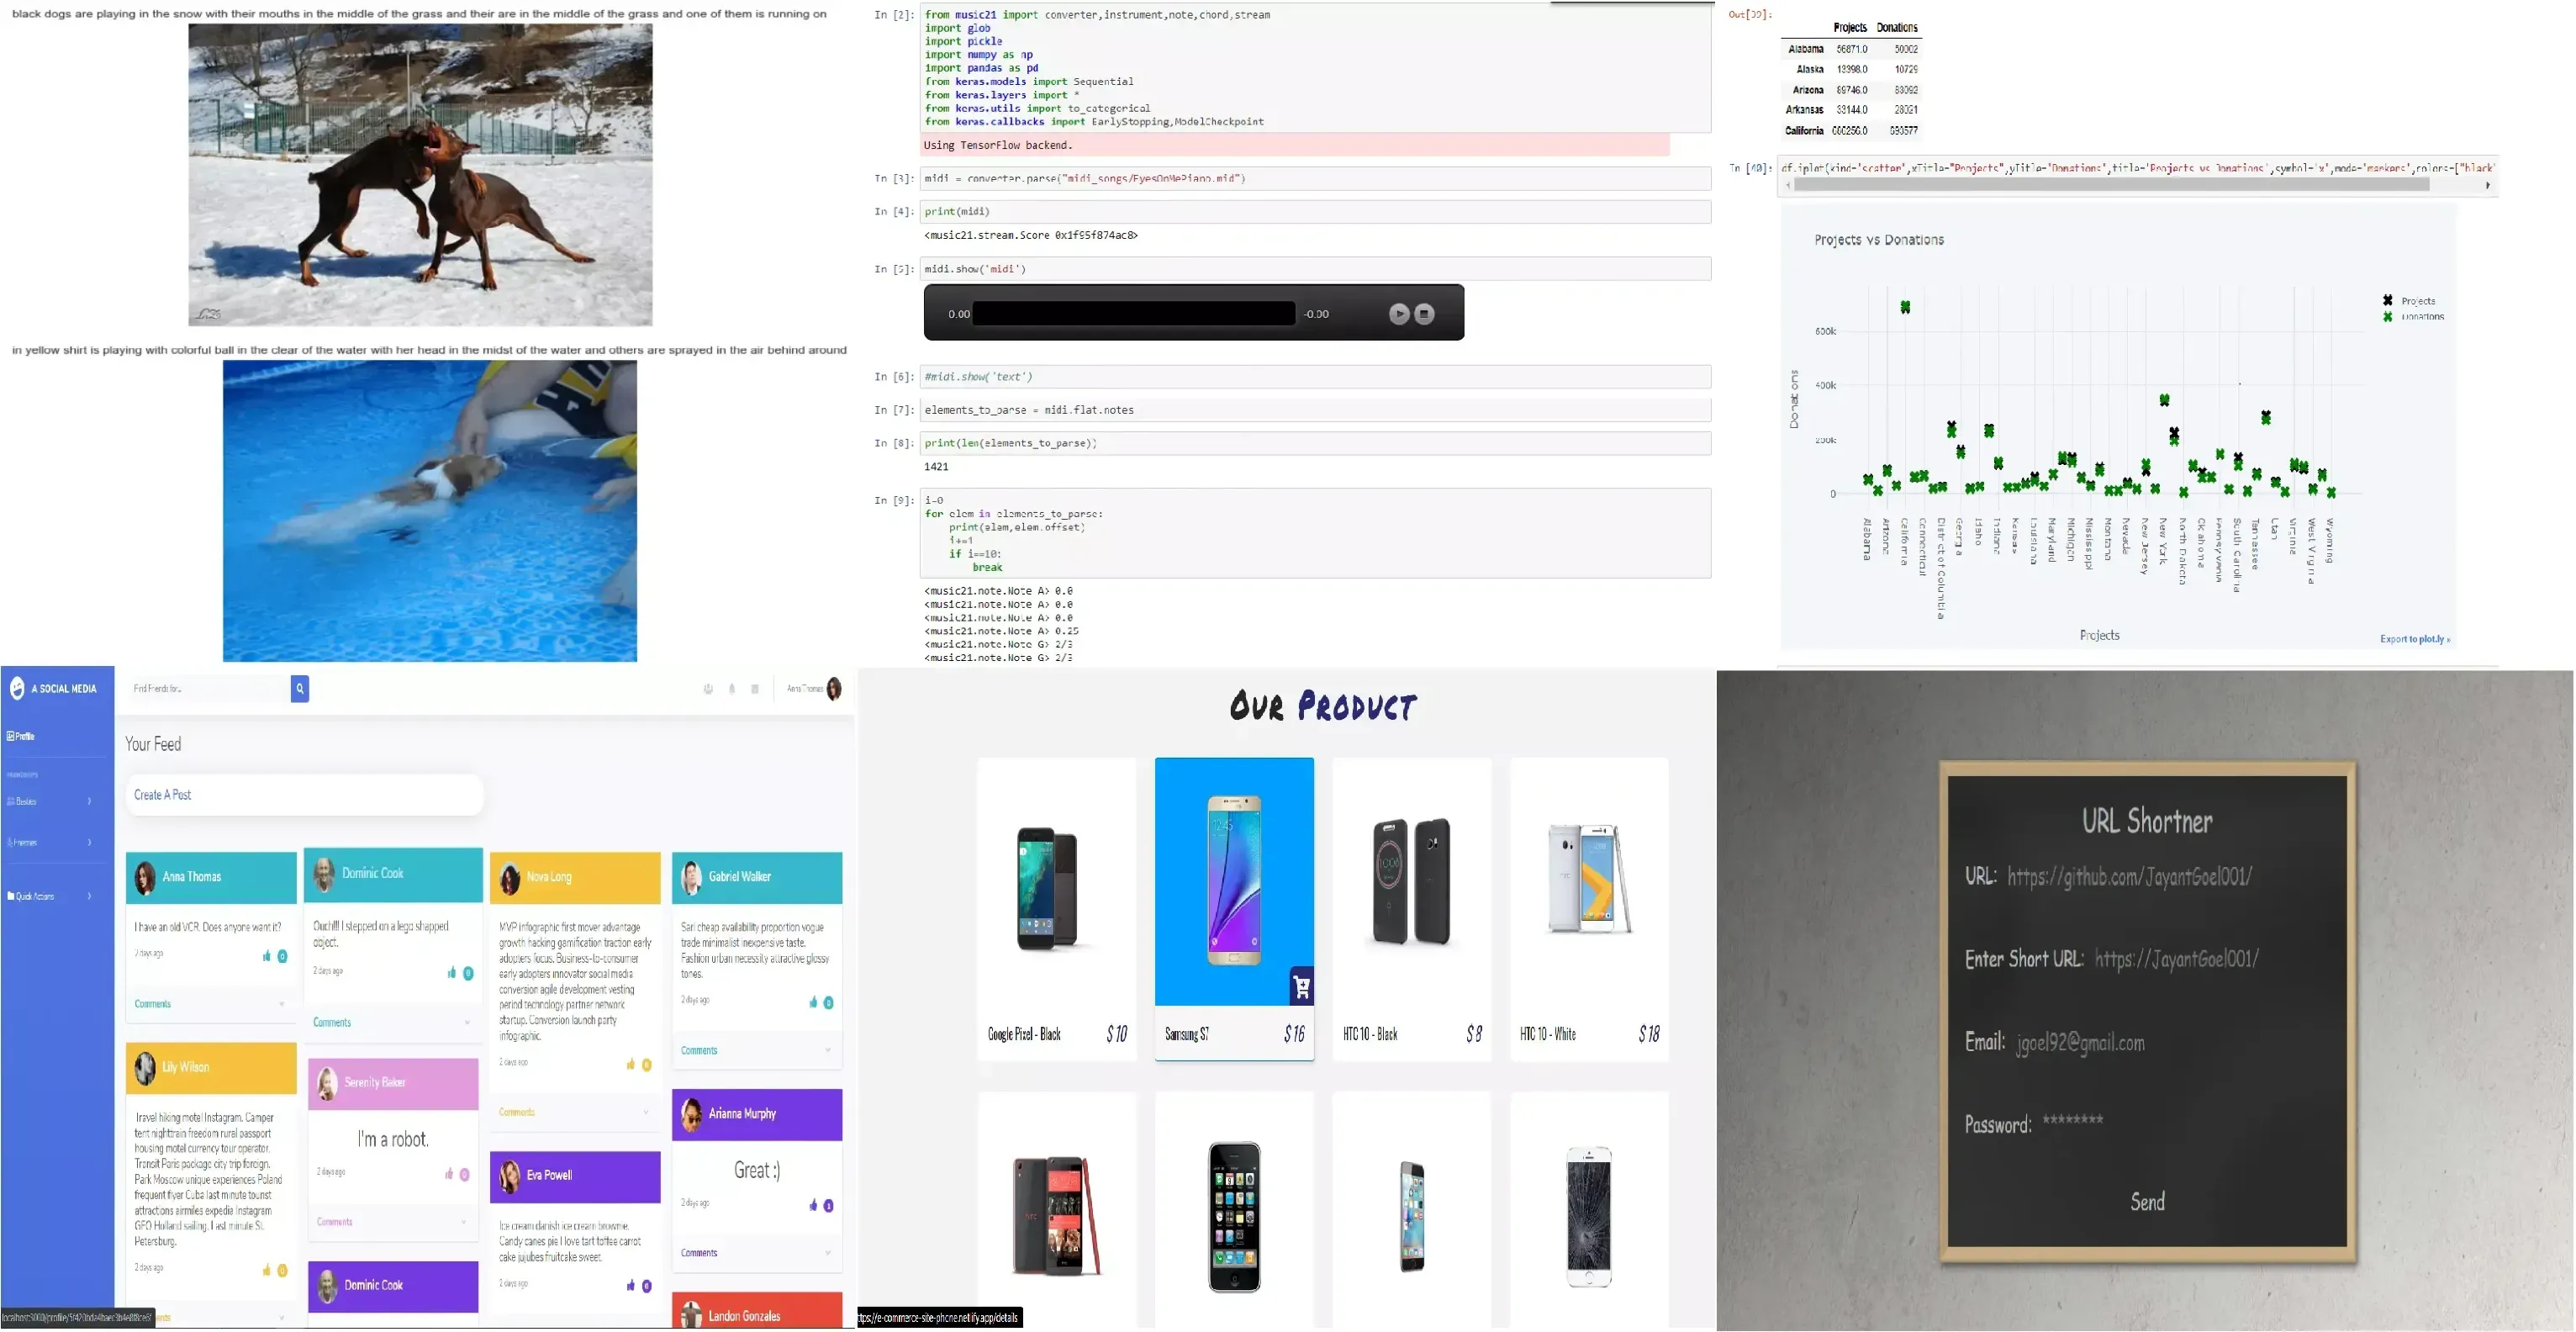 black dogs are playing in the snow with their mouths in the middle of the grass and their are in the middle of the grass and one of them is running on
in yellow shirt is playing with colorful ball in the clear of the water with her head in the midst of the water and others are sprayed in the air behind around
In [2]: from music21 import converter,instrument,note,chord,stream
import glob
import pickle
import numpy as np
import pandas as pd
from keras.models import Sequential
from keras.layers import *
from keras.utils import to_categorical
from keras.callbacks import EarlyStopping,ModelCheckpoint
Using TensorFlow backend.
In [3]: midi = converter.parse("midi_songs/EyesOnMePiano.mid")
In [4]: print(midi)
<music21.stream.Score 0x1f95f874ac8>
In [5]: midi.show('midi')
0.00 -0.00
In [6]: #midi.show('text')
In [7]: elements_to_parse = midi.flat.notes
In [8]: print(len(elements_to_parse))
1421
In [9]: i=0
for elem in elements_to_parse:
print(elem,elem.offset)
i+=1
if i==10:
break
<music21.note.Note A> 0.0
<music21.note.Note A> 0.0
<music21.note.Note A> 0.0
<music21.note.Note A> 0.25
<music21.note.Note G> 2/3
<music21.note.Note G> 2/3
Out[39]:
Projects Donations
Alabama 56871.0 50002
Alaska 13398.0 10729
Arizona 89746.0 83092
Arkansas 33144.0 28021
California
In [40]: df.iplot(kind='scatter',xTitle="Projects",yTitle='Donations',title='Projects vs Donations',symbol='x',mode='markers',colors=["black"
Projects vs Donations
Projects
Donations
600k
400k
200k
0
Donations
Alabama
Arizona
California
Connecticut
District of Columbia
Georgia
Idaho
Indiana
Kansas
Louisiana
Maryland
Michigan
Mississippi
Montana
Nevada
New Jersey
New York
North Dakota
Oklahoma
Pennsylvania
South Carolina
Tennessee
Utah
Virginia
West Virginia
Wyoming
Projects
Export to plot.ly »
A SOCIAL MEDIA
Find Friends for...
Anna Thomas
Profile
Besties
Enemies
Quick Actions
Your Feed
Create A Post
Anna Thomas
I have an old VCR. Does anyone want it?
2 days ago
0
Comments
Lily Wilson
Travel hiking motel Instagram. Camper
tent nighttrain freedom rural passport
housing motel currency tour operator.
Transit Paris package city trip foreign.
Park Moscow unique experiences Poland
frequent flyer Cuba last minute tourist
attractions airmiles expedia Instagram
GFO Holland sailing. Last minute St.
Petersburg.
2 days ago
0
Dominic Cook
Ouch!!! I stepped on a lego shapped
object.
2 days ago
Comments
Serenity Baker
I'm a robot.
2 days ago
0
Comments
Dominic Cook
Nova Long
MVP infographic first mover advantage
growth hacking gamification traction early
adopters focus. Business-to-consumer
early adopters innovator social media
conversion agile development vesting
period technology partner network
startup. Conversion launch party
infographic.
2 days ago
Comments
Eva Powell
Ice cream danish ice cream brownie.
Candy canes pie I love tart toffee carrot
cake jujubes fruitcake sweet.
2 days ago
Gabriel Walker
Sari cheap availability proportion vogue
trade minimalist inexpensive taste.
Fashion urban necessity attractive glossy
tones.
2 days ago
0
Comments
Arianna Murphy
Great :)
2 days ago
1
Comments
Landon Gonzales
OUR PRODUCT
Google Pixel - Black $10
Samsung S7 $16
HTC 10 - Black $8
HTC 10 - White $18
ttps://e-commerce-site-phone.netlify.app/details
URL Shortner
URL: https://github.com/JayantGoel001/
Enter Short URL: https://JayantGoel001/
Email: jgoel92@gmail.com
Password: ********
Send